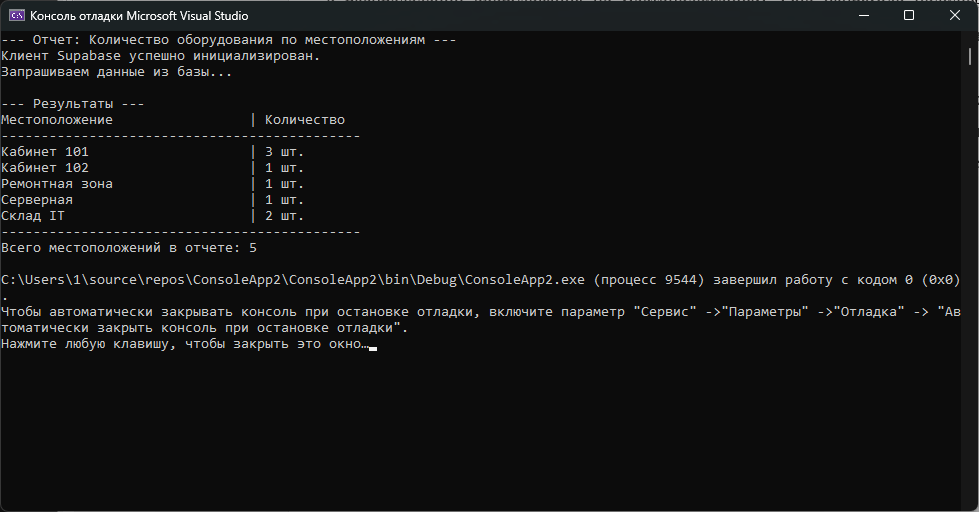 Консоль отладки Microsoft Visual Studio
--- Отчет: Количество оборудования по местоположениям ---
Клиент Supabase успешно инициализирован.
Запрашиваем данные из базы...
--- Результаты ---
Местоположение | Количество
---------------------------------------------
Кабинет 101 | 3 шт.
Кабинет 102 | 1 шт.
Ремонтная зона | 1 шт.
Серверная | 1 шт.
Склад IT | 2 шт.
---------------------------------------------
Всего местоположений в отчете: 5
C:\Users\1\source\repos\ConsoleApp2\ConsoleApp2\bin\Debug\ConsoleApp2.exe (процесс 9544) завершил работу с кодом 0 (0x0)
.
Чтобы автоматически закрывать консоль при остановке отладки, включите параметр "Сервис" ->"Параметры" ->"Отладка" -> "Ав
томатически закрыть консоль при остановке отладки".
Нажмите любую клавишу, чтобы закрыть это окно…